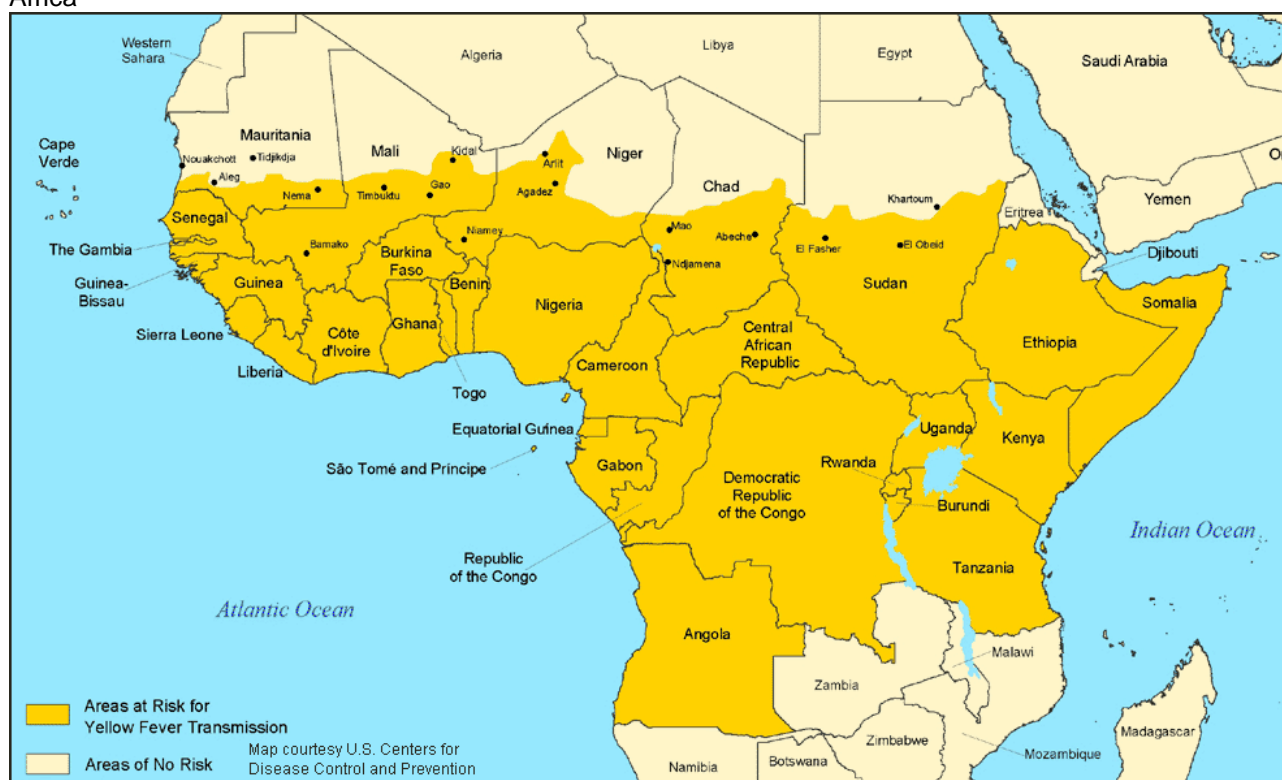 Africa
Western
Sahara
Algeria
Libya
Egypt
Saudi Arabia
Cape
Verde
Mauritania
Nouakchott
Tidjikdja
Aleg
Mali
Kidal
Arlit
Niger
Chad
Khartoum
Eritrea
Yemen
Nema
Timbuktu
Gao
Agadez
Senegal
The Gambia
Bamako
Niamey
Burkina
Faso
Mao
Abeche
El Fasher
El Obeid
Djibouti
Guinea-
Bissau
Guinea
Benin
Ndjamena
Nigeria
Sudan
Somalia
Sierra Leone
Côte
d'Ivoire
Ghana
Central
African
Republic
Ethiopia
Liberia
Togo
Cameroon
Equatorial Guinea
Uganda
Kenya
São Tomé and Príncipe
Gabon
Rwanda
Democratic
Republic
of the Congo
Burundi
Indian Ocean
Republic
of the Congo
Tanzania
Atlantic Ocean
Angola
Malawi
Zambia
Areas at Risk for
Yellow Fever Transmission
Madagascar
Zimbabwe
Mozambique
Areas of No Risk
Map courtesy U.S. Centers for
Disease Control and Prevention
Namibia
Botswana